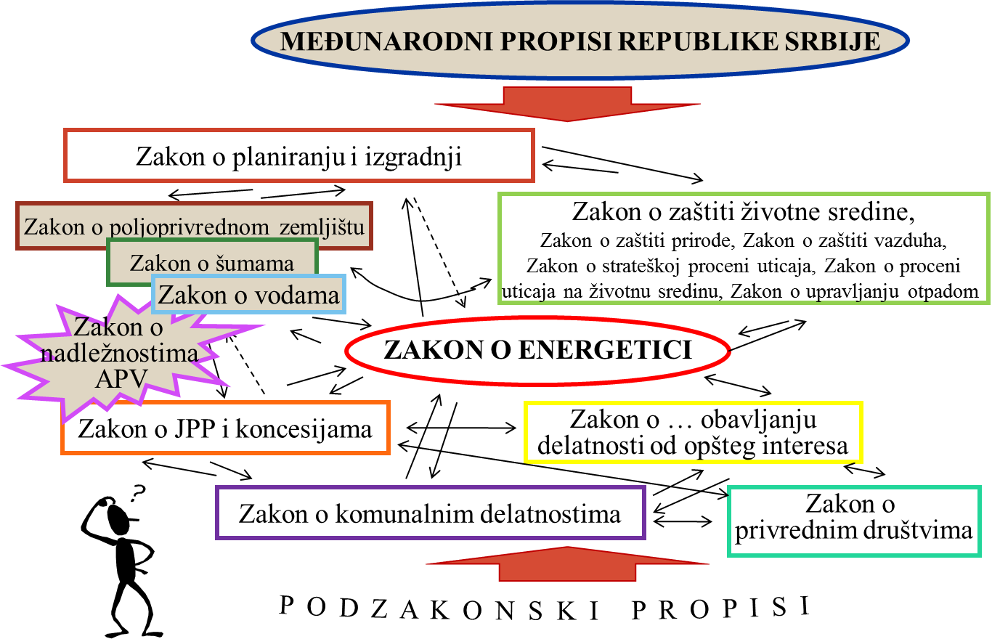 MEĐUNARODNI PROPISI REPUBLIKE SRBIJE
Zakon o planiranju i izgradnji
Zakon o poljoprivrednom zemljištu
Zakon o šumama
Zakon o vodama
Zakon o zaštiti životne sredine,
Zakon o zaštiti prirode, Zakon o zaštiti vazduha,
Zakon o strateškoj proceni uticaja, Zakon o proceni
uticaja na životnu sredinu, Zakon o upravljanju otpadom
Zakon o
nadležnostima
APV
ZAKON O ENERGETICI
Zakon o JPP i koncesijama
Zakon o … obavljanju
delatnosti od opšteg interesa
Zakon o komunalnim delatnostima
Zakon o
privrednim društvima
?
PODZAKONSKI PROPISI